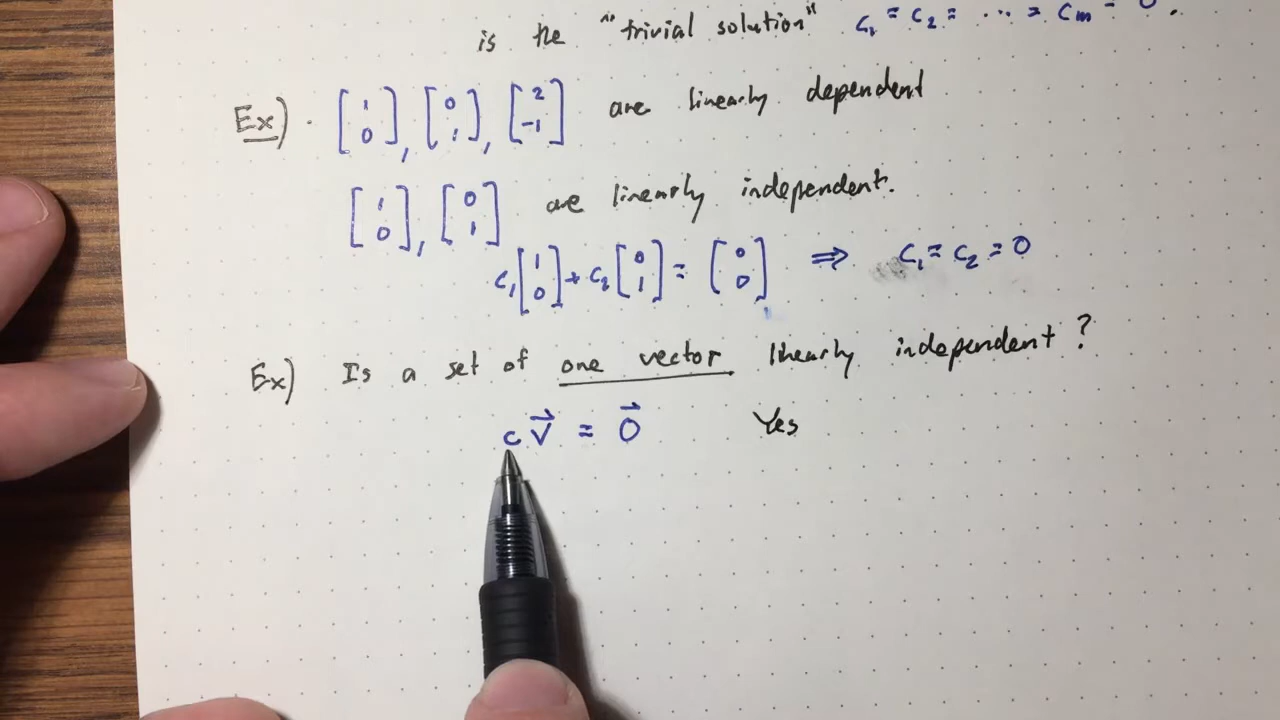 is the "trivial solution" c₁ = c₂ = ... = cₘ = 0.
Ex) · [1 0], [0 1], [2 -1] are linearly dependent
[1 0], [0 1] are linearly independent.
c₁[1 0] + c₂[0 1] = [0 0] ⇒ c₁ = c₂ = 0
Ex) Is a set of one vector linearly independent?
c v⃗ = 0⃗ Yes